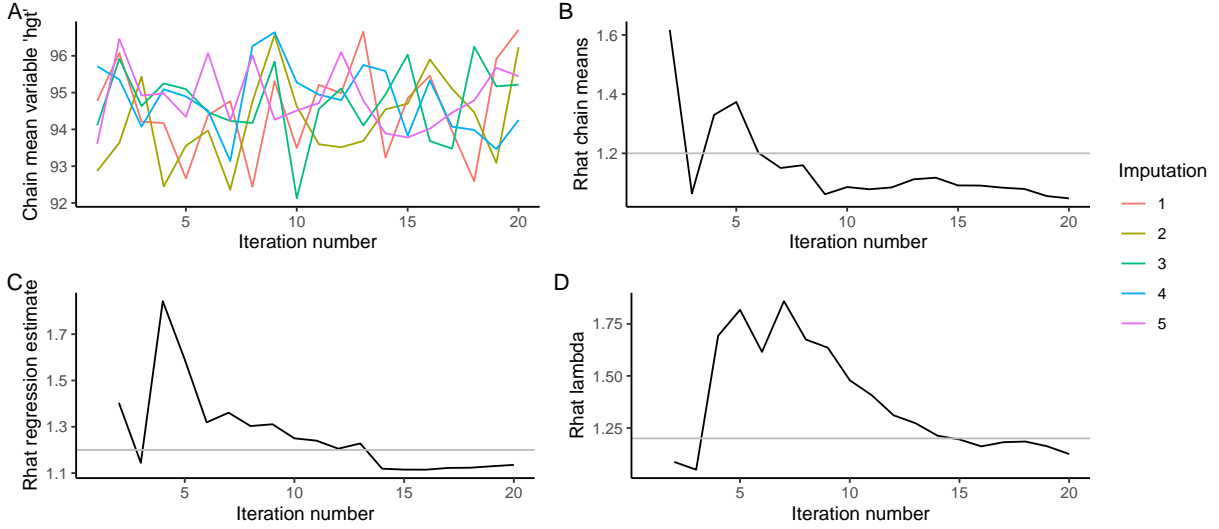 A
Chain mean variable 'hgt'
96
95
94
93
92
5
10
15
20
Iteration number
B
Rhat chain means
1.6
1.4
1.2
5
10
15
20
Iteration number
C
Rhat regression estimate
1.7
1.5
1.3
1.1
5
10
15
20
Iteration number
D
Rhat lambda
1.75
1.50
1.25
5
10
15
20
Iteration number
Imputation
1
2
3
4
5